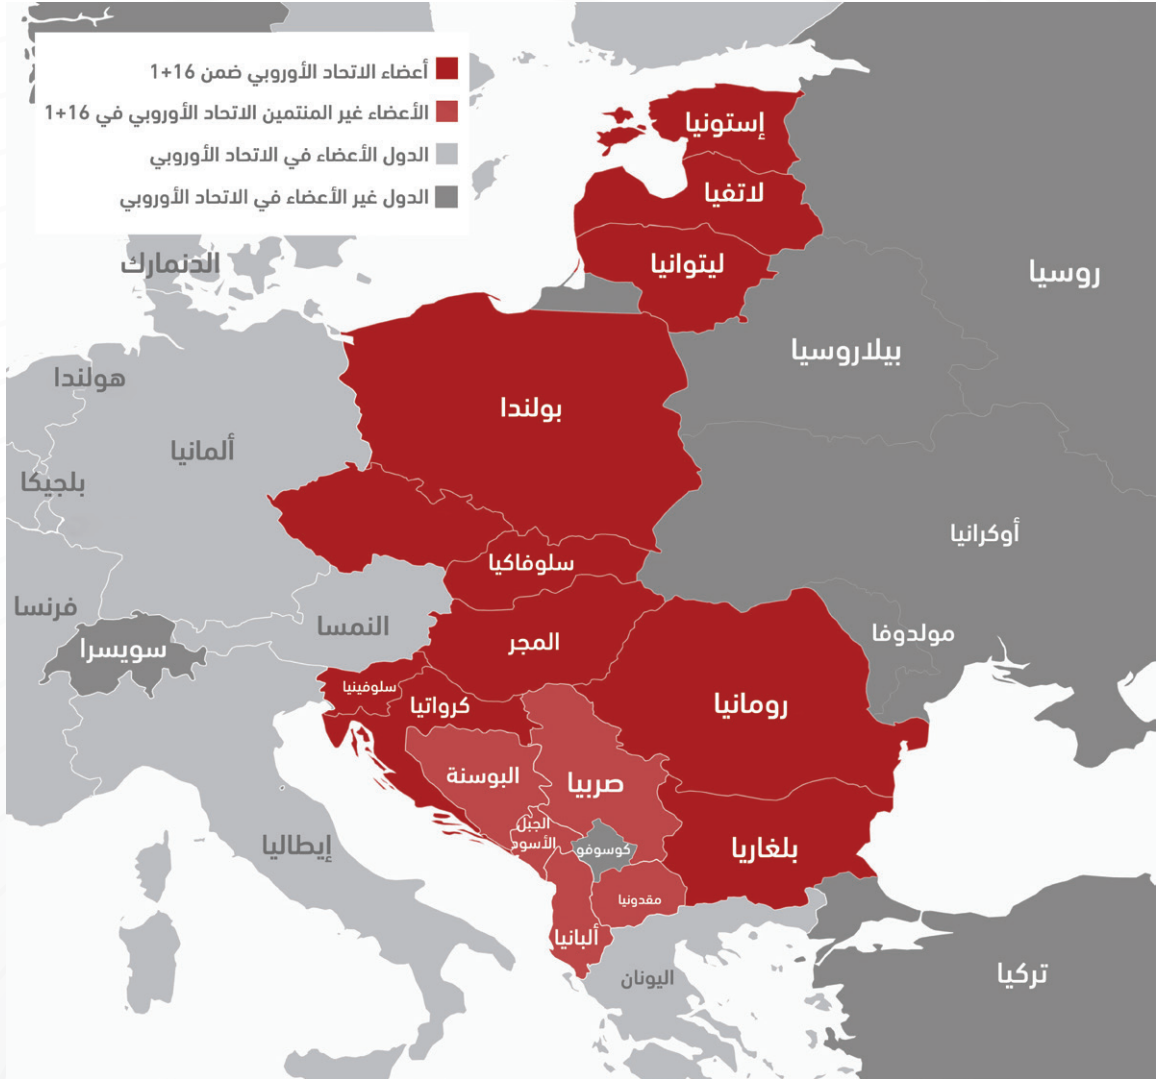 أعضاء الاتحاد الأوروبي ضمن 16+1
الأعضاء غير المنتمين الاتحاد الأوروبي في 16+1
الدول الأعضاء في الاتحاد الأوروبي
الدول غير الأعضاء في الاتحاد الأوروبي
إستونيا
لاتفيا
ليتوانيا
الدنمارك
روسيا
بيلاروسيا
هولندا
بولندا
ألمانيا
بلجيكا
أوكرانيا
سلوفاكيا
فرنسا
النمسا
مولدوفا
المجر
سويسرا
سلوفينيا
كرواتيا
رومانيا
البوسنة
صربيا
الجبل
الأسود
كوسوفو
بلغاريا
إيطاليا
مقدونيا
ألبانيا
اليونان
تركيا